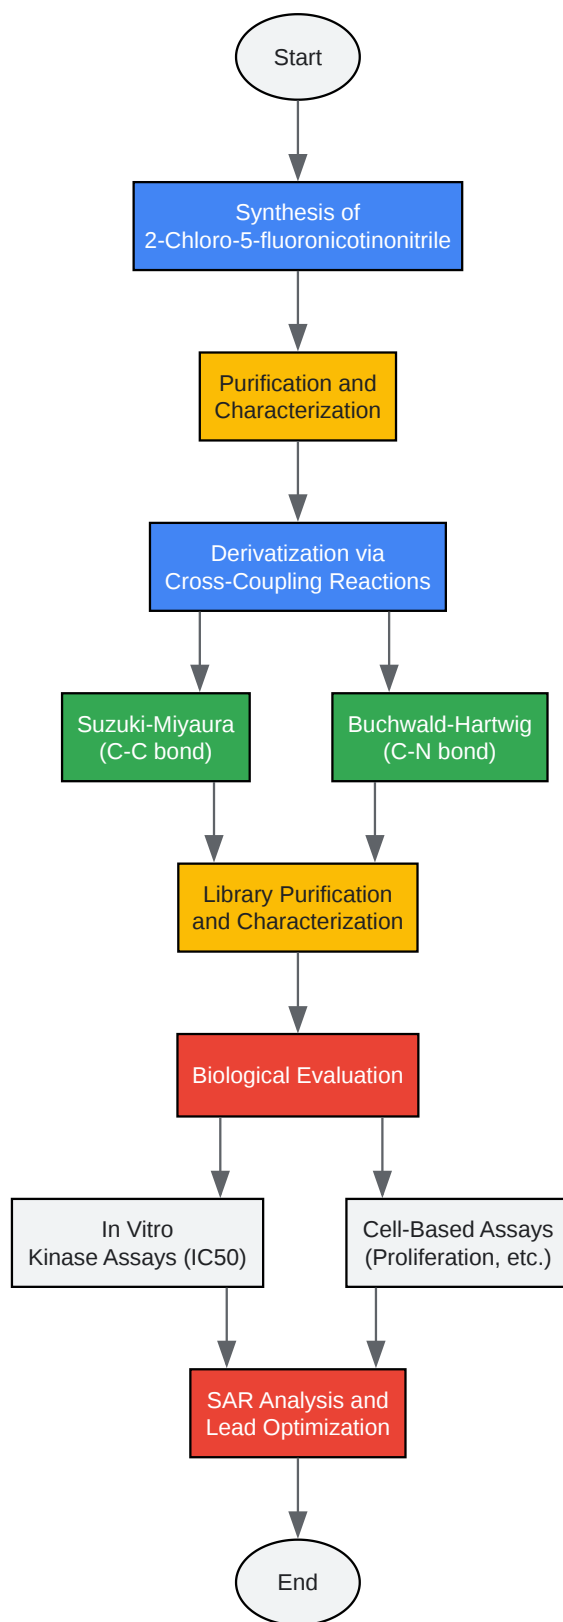 Start
Synthesis of
2-Chloro-5-fluoronicotinonitrile
Purification and
Characterization
Derivatization via
Cross-Coupling Reactions
Suzuki-Miyaura
(C-C bond)
Buchwald-Hartwig
(C-N bond)
Library Purification
and Characterization
Biological Evaluation
In Vitro
Kinase Assays (IC50)
Cell-Based Assays
(Proliferation, etc.)
SAR Analysis and
Lead Optimization
End